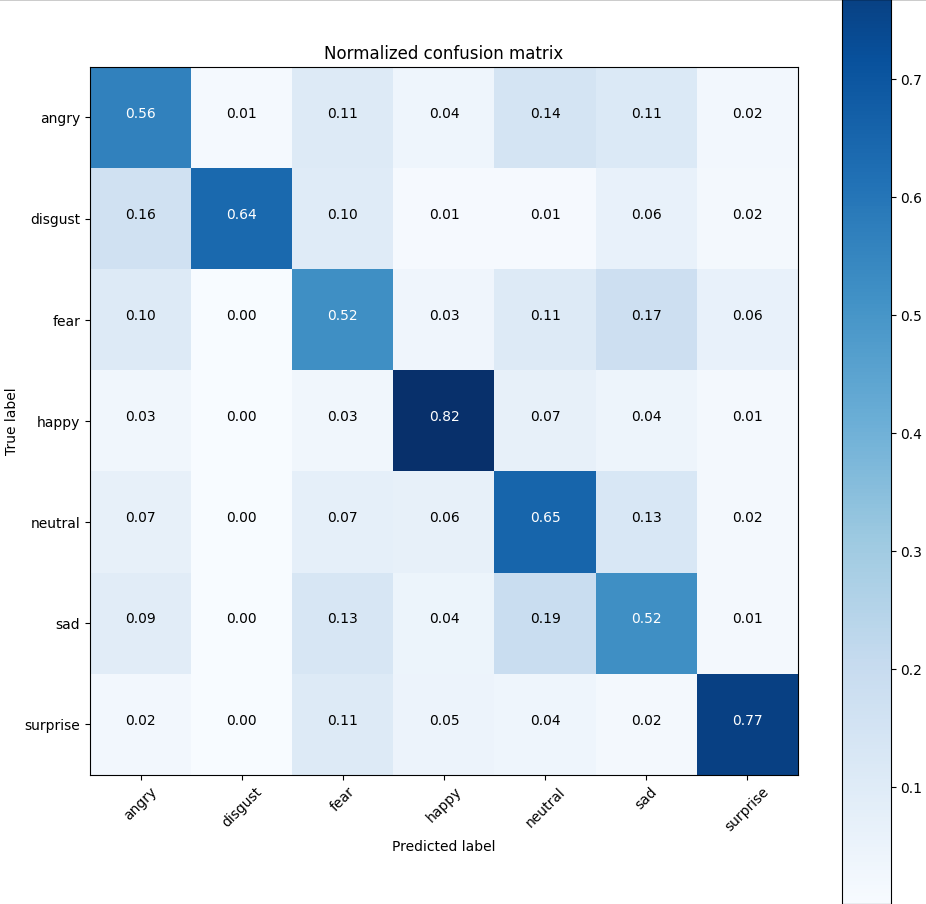 Normalized confusion matrix
True label
angry 0.56 0.01 0.11 0.04 0.14 0.11 0.02
disgust 0.16 0.64 0.10 0.01 0.01 0.06 0.02
fear 0.10 0.00 0.52 0.03 0.11 0.17 0.06
happy 0.03 0.00 0.03 0.82 0.07 0.04 0.01
neutral 0.07 0.00 0.07 0.06 0.65 0.13 0.02
sad 0.09 0.00 0.13 0.04 0.19 0.52 0.01
surprise 0.02 0.00 0.11 0.05 0.04 0.02 0.77
angry disgust fear happy neutral sad surprise
Predicted label
0.7
0.6
0.5
0.4
0.3
0.2
0.1